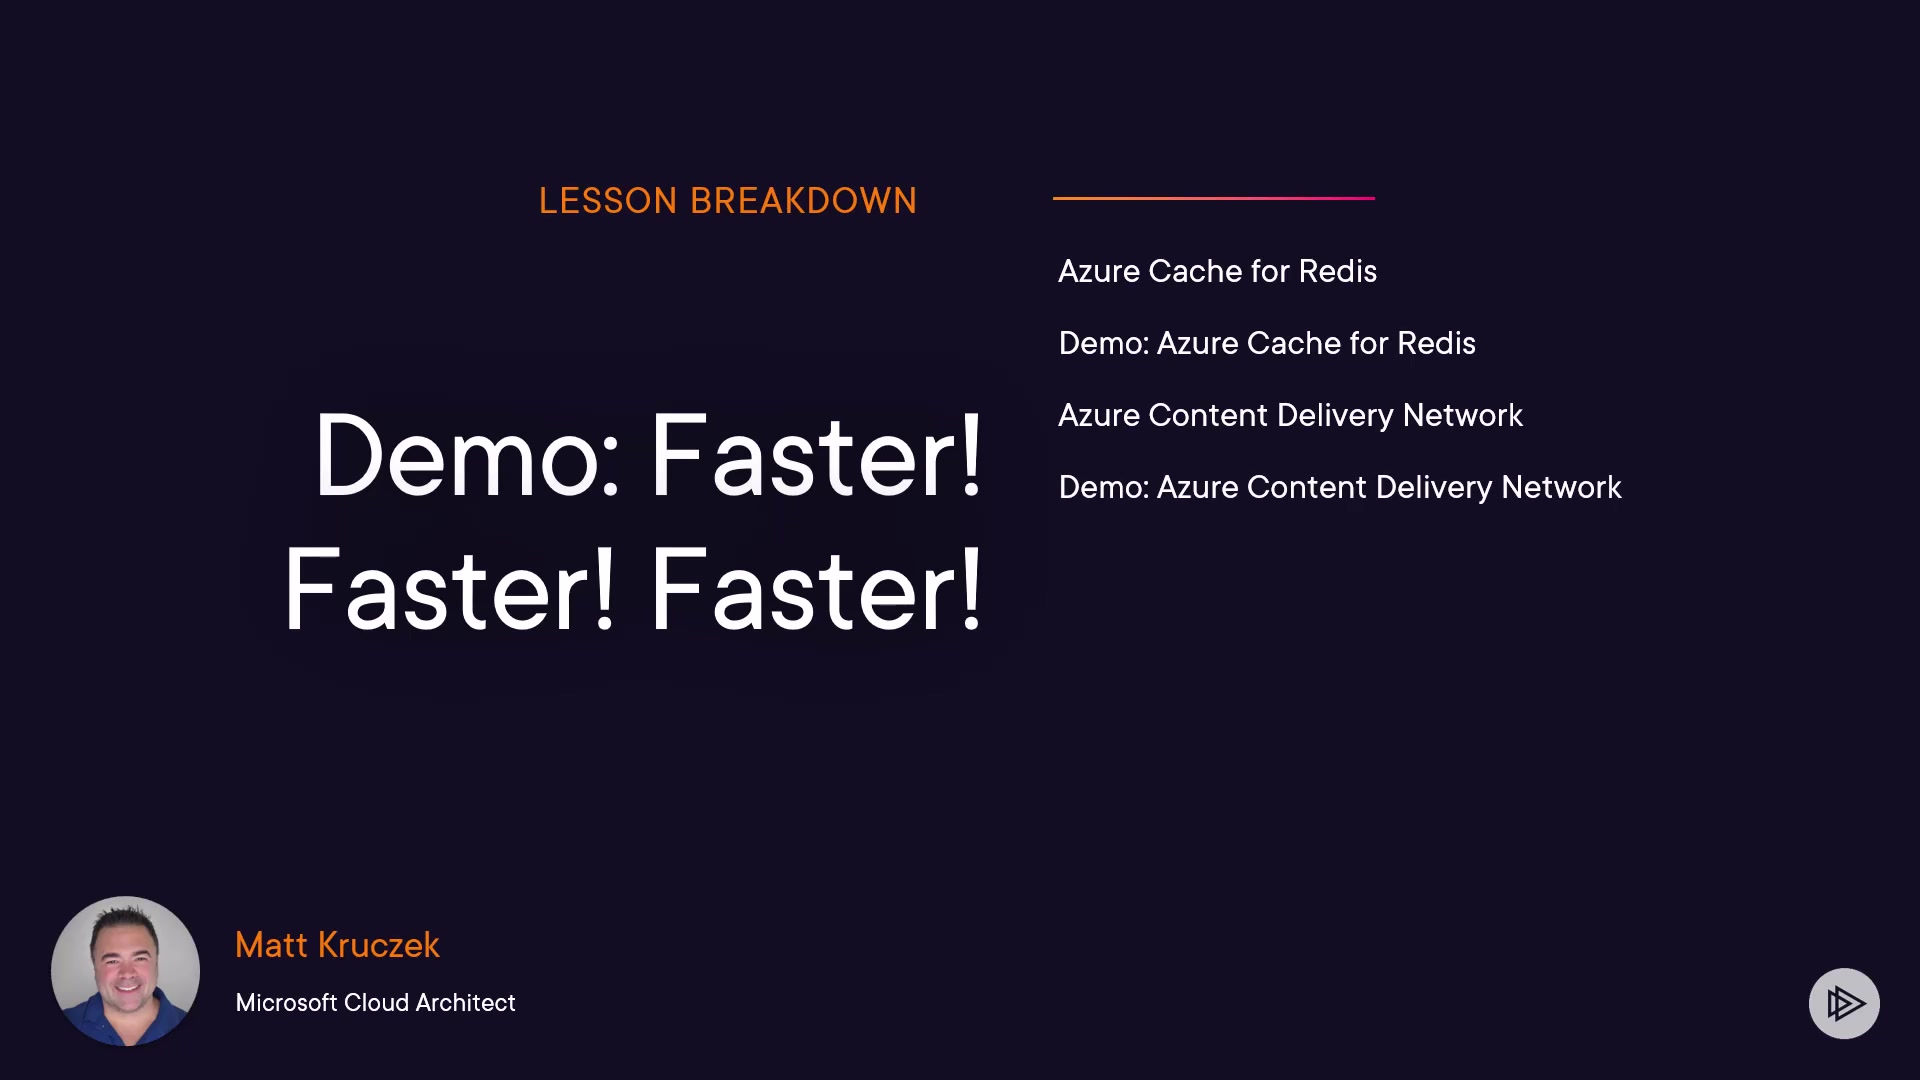 LESSON BREAKDOWN
Demo: Faster!
Faster! Faster!
Azure Cache for Redis
Demo: Azure Cache for Redis
Azure Content Delivery Network
Demo: Azure Content Delivery Network
Matt Kruczek
Microsoft Cloud Architect